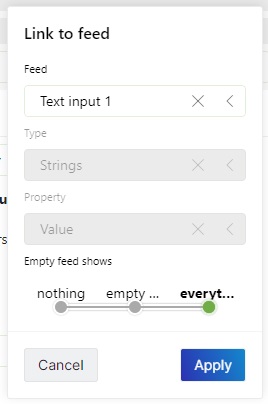 Link to feed
Feed
Text input 1
Type
Strings
Property
Value
Empty feed shows
nothing empty ... everyt...
Cancel Apply